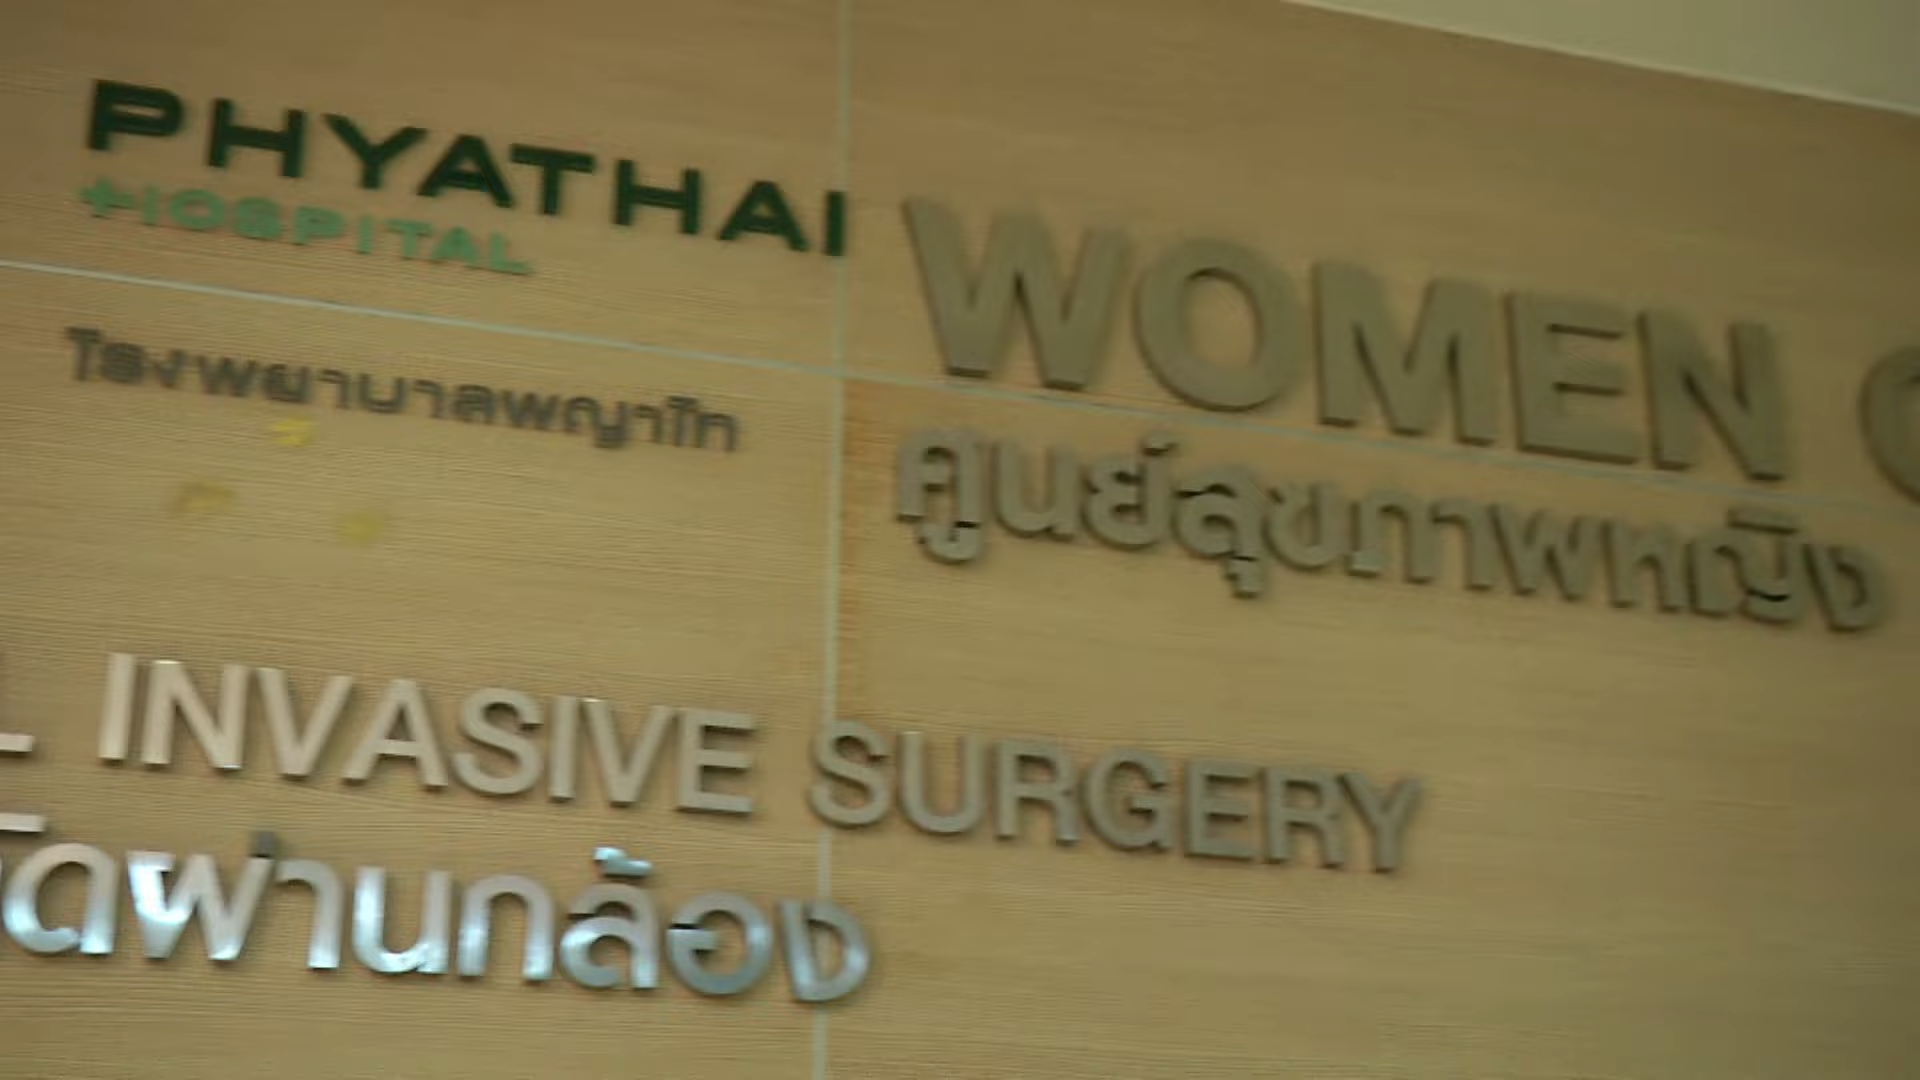 PHYATHAI
HOSPITAL
โรงพยาบาลพญาไท
WOMEN
ศูนย์สุขภาพหญิง
INVASIVE SURGERY
ผ่านกล้อง